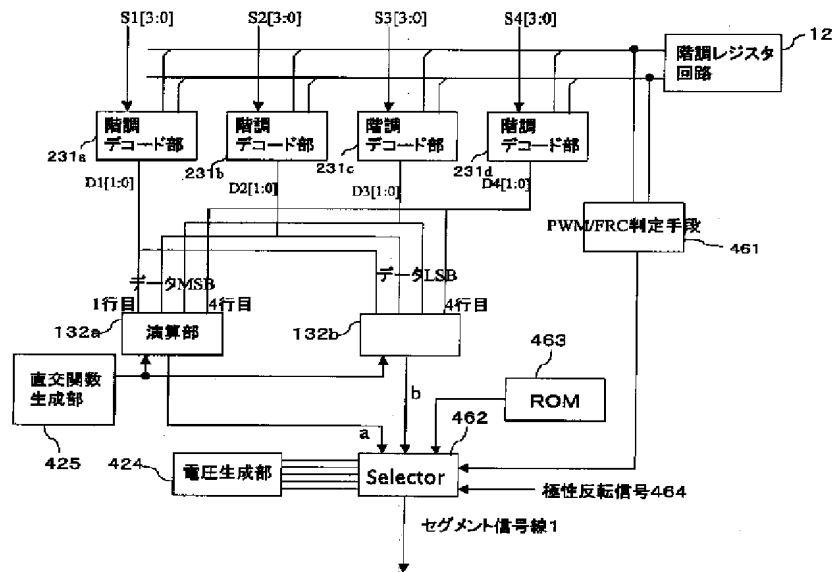 S1[3:0] S2[3:0] S3[3:0] S4[3:0]
12
階調レジスタ
回路
階調
デコード部
階調
デコード部
階調
デコード部
階調
デコード部
231a 231b 231c 231d
D1[1:0] D2[1:0] D3[1:0] D4[1:0]
PWM/FRC判定手段
461
データMSB データLSB
1行目 4行目 4行目
132a 演算部 132b
直交関数
生成部
425
463
ROM
a b
462
424 電圧生成部 Selector
極性反転信号464
セグメント信号線1